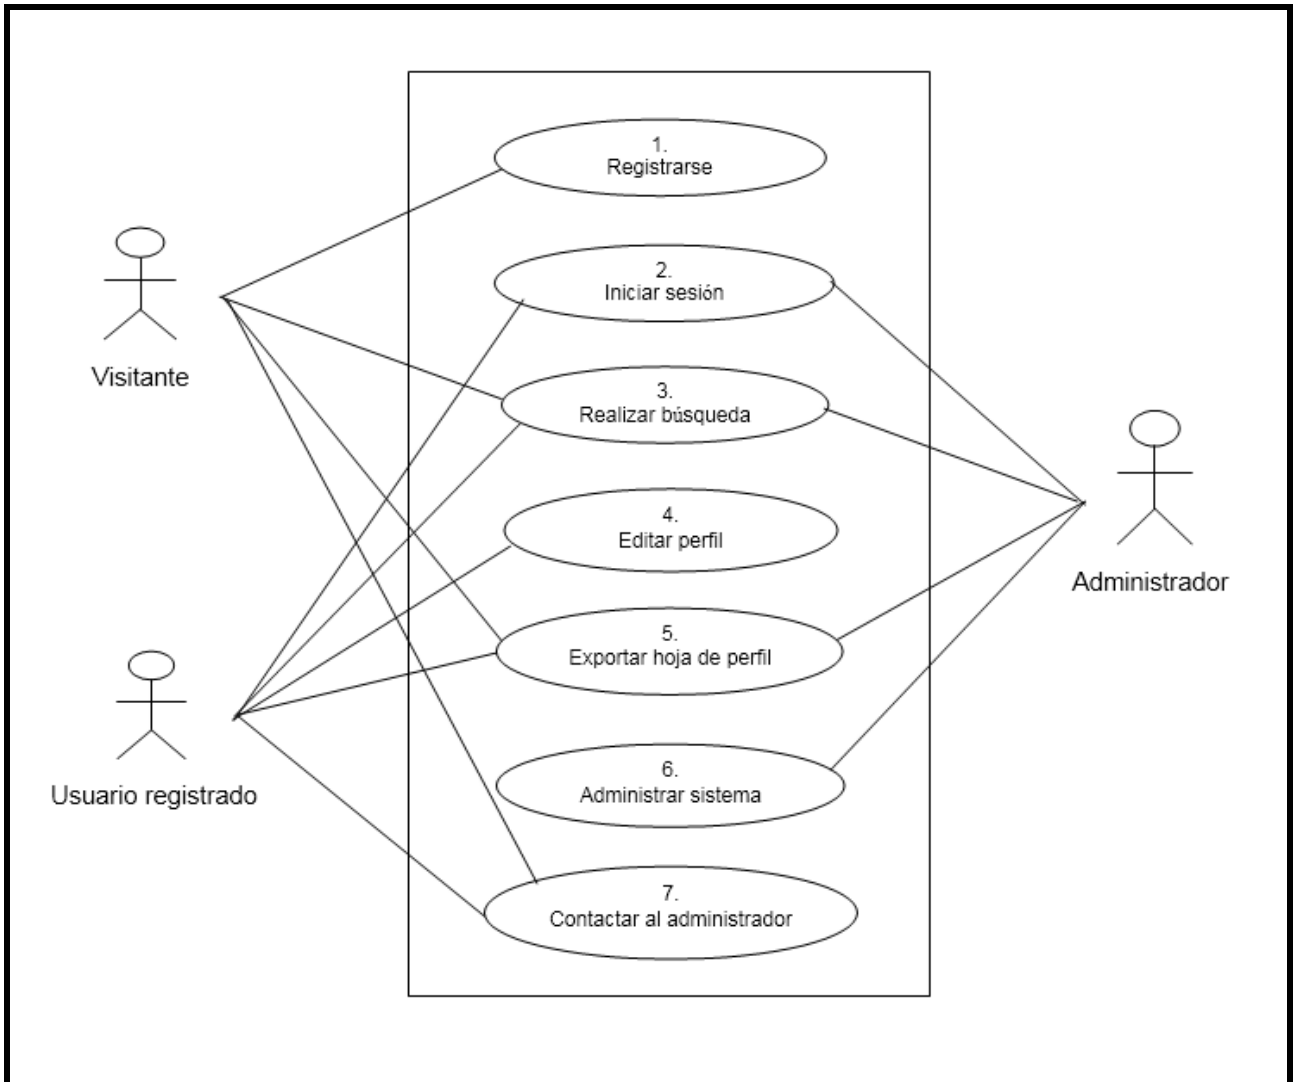 1.
Registrarse
2.
Iniciar sesión
3.
Realizar búsqueda
4.
Editar perfil
5.
Exportar hoja de perfil
6.
Administrar sistema
7.
Contactar al administrador
Visitante
Usuario registrado
Administrador